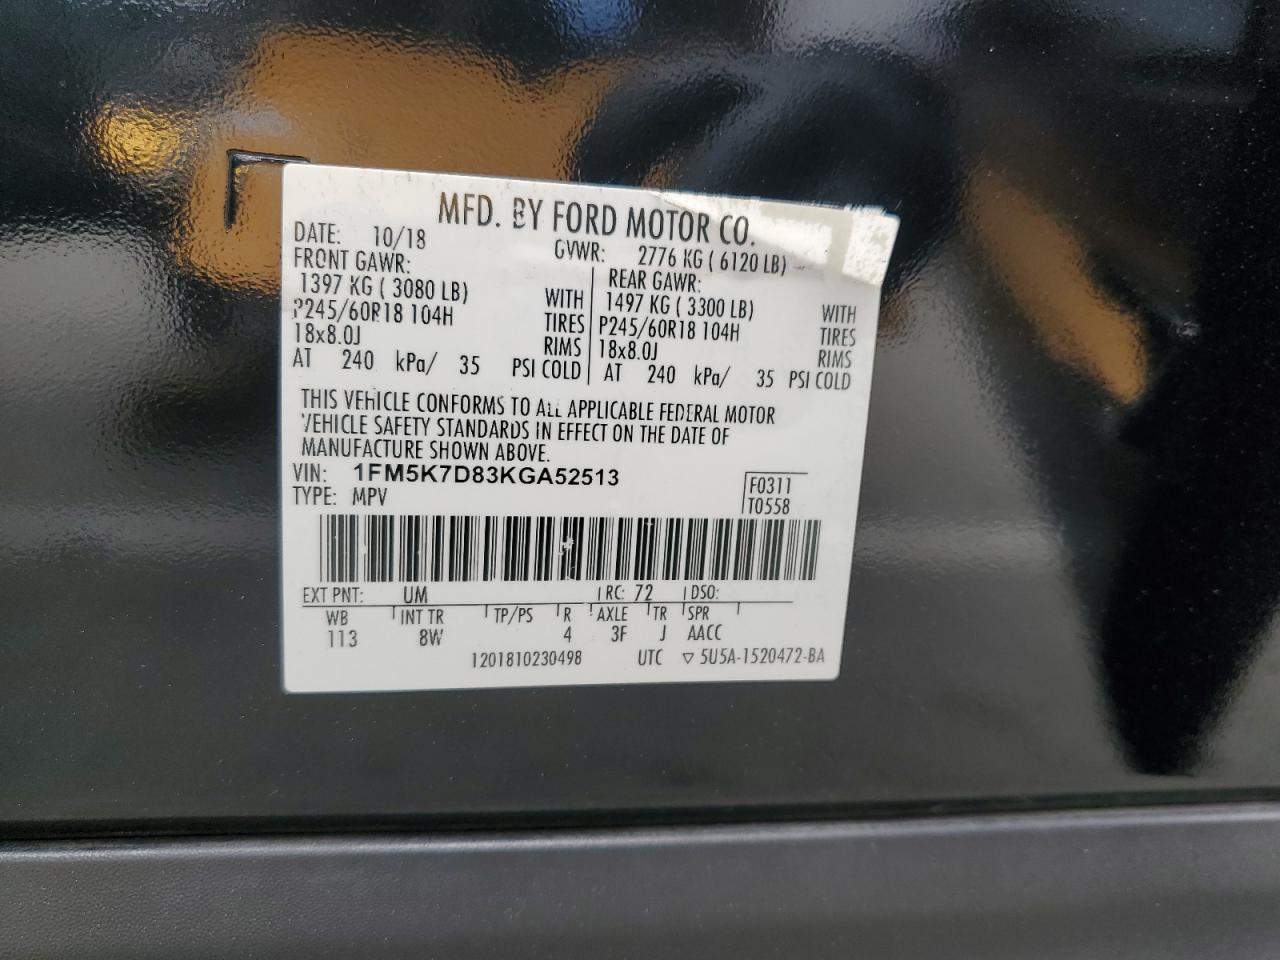 MFD. BY FORD MOTOR CO.
DATE: 10/18 GVWR: 2776 KG ( 6120 LB)
FRONT GAWR: REAR GAWR:
1397 KG ( 3080 LB) WITH 1497 KG ( 3300 LB) WITH
P245/60R18 104H TIRES P245/60R18 104H TIRES
18x8.0J RIMS 18x8.0J RIMS
AT 240 kPa/ 35 PSI COLD AT 240 kPa/ 35 PSI COLD
THIS VEHICLE CONFORMS TO ALL APPLICABLE FEDERAL MOTOR
VEHICLE SAFETY STANDARDS IN EFFECT ON THE DATE OF
MANUFACTURE SHOWN ABOVE.
VIN: 1FM5K7D83KGA52513
TYPE: MPV
F0311
T0558
EXT PNT: UM RC: 72 DSO:
WB INT TR TP/PS R AXLE TR SPR
113 8W 4 3F J AACC
1201810230498 UTC ▽ 5U5A-1520472-BA